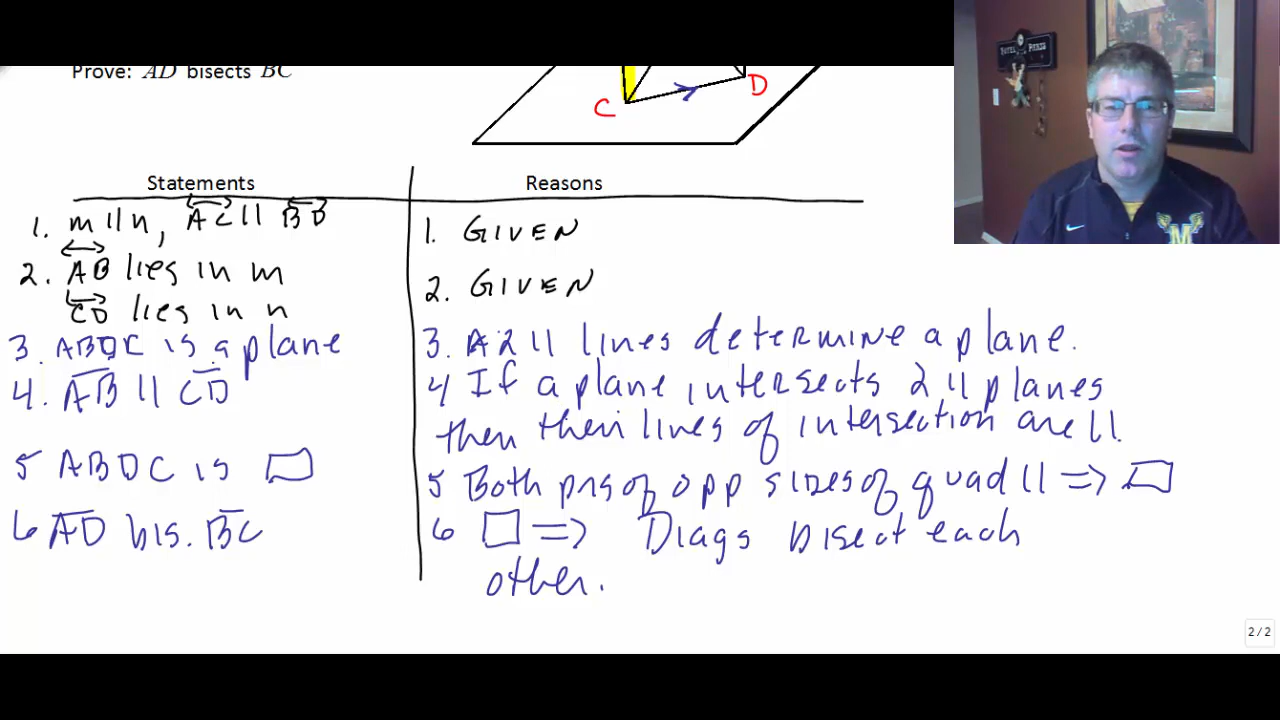 HOTEL PARIS
Prove: AD bisects BC
C
D
M
Statements
Reasons
1. m || n, AC || BD
1. GIVEN
2. AB lies in m
CD lies in n
2. GIVEN
3. ABDC is a plane
3. A 2 || lines determine a plane.
4. AB || CD
4 If a plane intersects 2 || planes
then their lines of intersection are ||.
5 ABDC is ▱
5 Both prs of opp sides of quad || => ▱
6 AD bis. BC
6 ▱ => Diags bisect each
other.
2 / 2